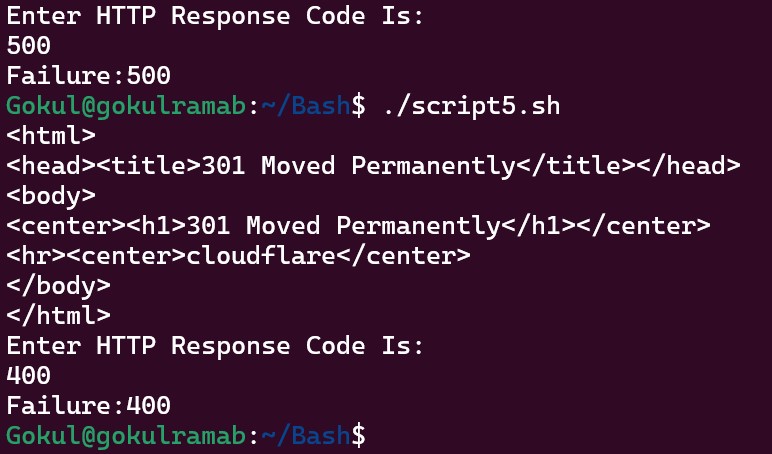 Enter HTTP Response Code Is:
500
Failure:500
Gokul@gokulramab:~/Bash$ ./script5.sh
<html>
<head><title>301 Moved Permanently</title></head>
<body>
<center><h1>301 Moved Permanently</h1></center>
<hr><center>cloudflare</center>
</body>
</html>
Enter HTTP Response Code Is:
400
Failure:400
Gokul@gokulramab:~/Bash$